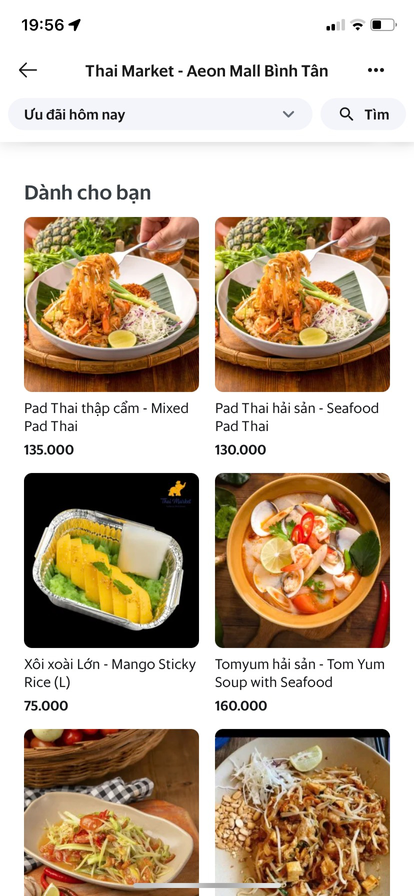 19:56
Thai Market - Aeon Mall Bình Tân
Ưu đãi hôm nay
Tìm
Dành cho bạn
Pad Thai thập cẩm - Mixed
Pad Thai
135.000
Pad Thai hải sản - Seafood
Pad Thai
130.000
Thai Market
Xôi xoài Lớn - Mango Sticky
Rice (L)
75.000
Tomyum hải sản - Tom Yum
Soup with Seafood
160.000